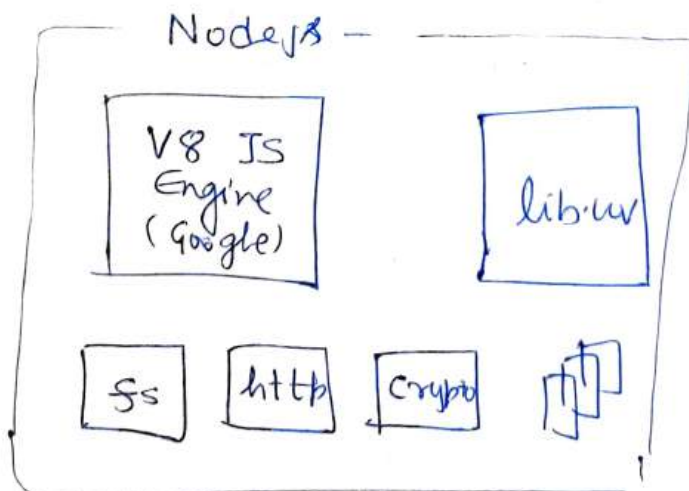 Nodejs
V8 JS
Engine
(Google)
lib.uv
fs
http
crypto